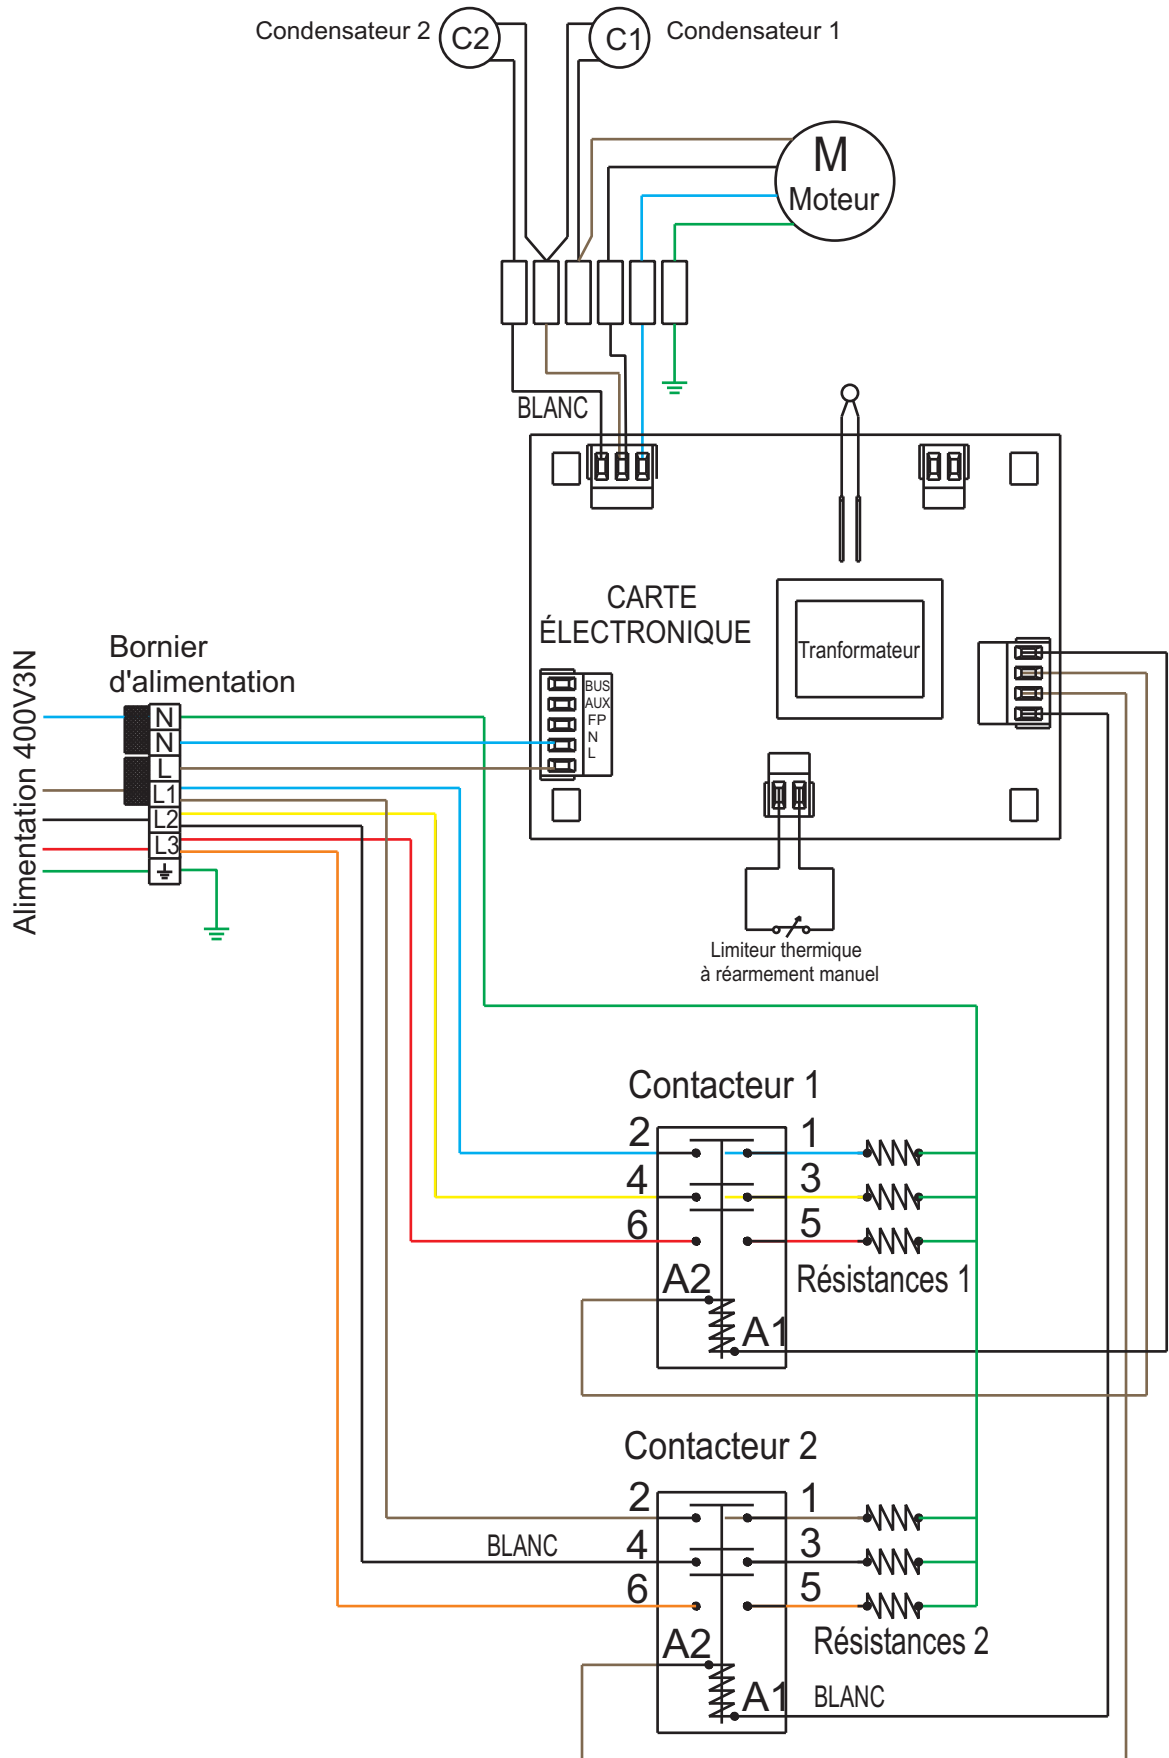 Condensateur 2
C2
C1
Condensateur 1
M
Moteur
BLANC
CARTE
ÉLECTRONIQUE
Tranformateur
Alimentation 400V3N
Bornier
d'alimentation
N
N
L
L1
L2
L3
BUS
AUX
FP
N
L
Limiteur thermique
à réarmement manuel
Contacteur 1
2
1
4
3
6
5
A2
Résistances 1
A1
Contacteur 2
2
1
BLANC
4
3
6
5
A2
Résistances 2
A1
BLANC